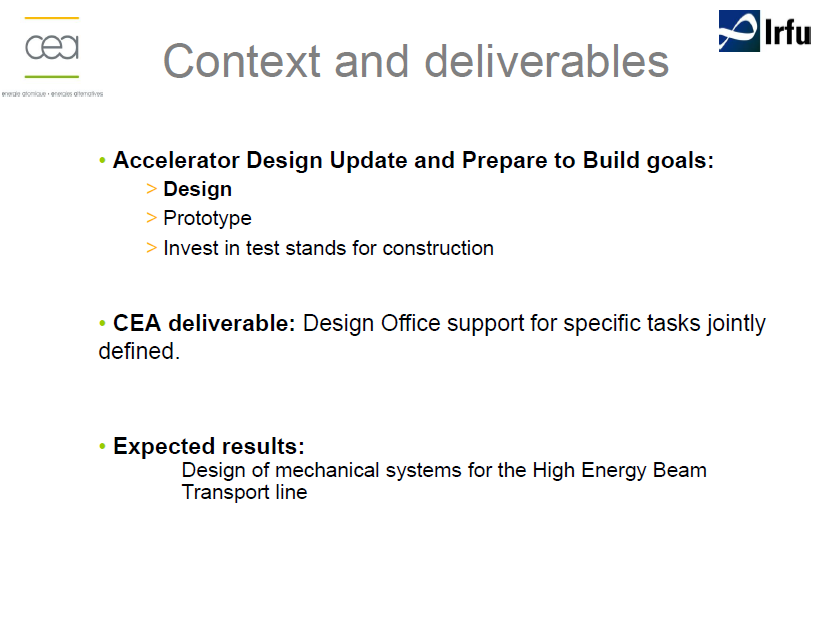 cea
Irfu
energie atomique • energies alternatives
Context and deliverables
• Accelerator Design Update and Prepare to Build goals:
> Design
> Prototype
> Invest in test stands for construction
• CEA deliverable: Design Office support for specific tasks jointly
defined.
• Expected results:
Design of mechanical systems for the High Energy Beam
Transport line